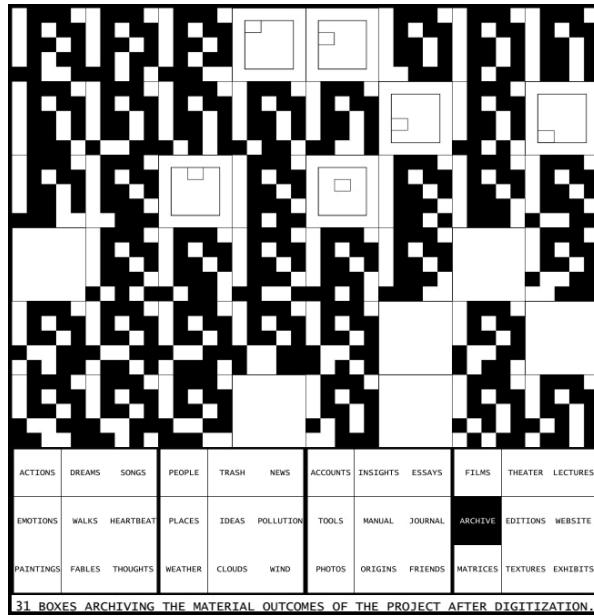 ACTIONS DREAMS SONGS PEOPLE TRASH NEWS ACCOUNTS INSIGHTS ESSAYS FILMS THEATER LECTURES
EMOTIONS WALKS HEARTBEAT PLACES IDEAS POLLUTION TOOLS MANUAL JOURNAL ARCHIVE EDITIONS WEBSITE
PAINTINGS FABLES THOUGHTS WEATHER CLOUDS WIND PHOTOS ORIGINS FRIENDS MATRICES TEXTURES EXHIBITS
31 BOXES ARCHIVING THE MATERIAL OUTCOMES OF THE PROJECT AFTER DIGITIZATION.